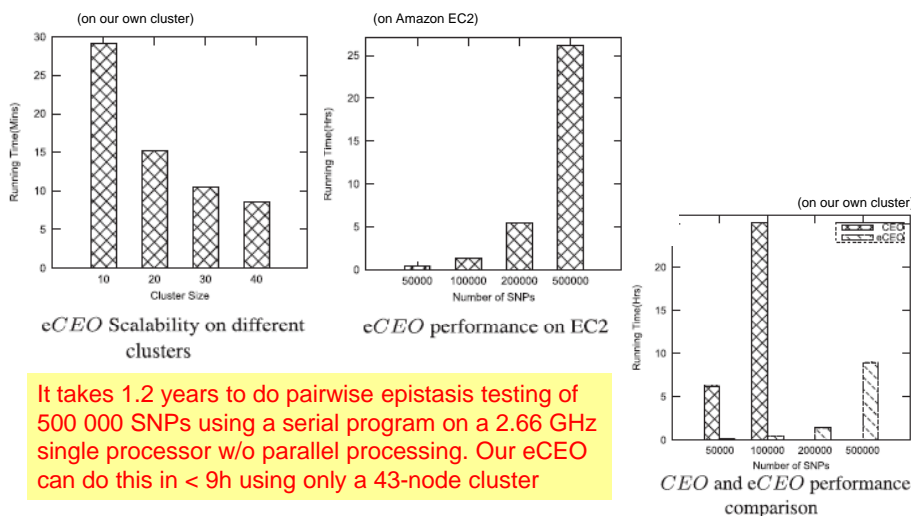 (on our own cluster)
30
25
20
15
10
5
0
Running Time(Mins)
10 20 30 40
Cluster Size
eCEO Scalability on different
clusters
(on Amazon EC2)
25
20
15
10
5
0
Running Time(Hrs)
50000 100000 200000 500000
Number of SNPs
eCEO performance on EC2
It takes 1.2 years to do pairwise epistasis testing of
500 000 SNPs using a serial program on a 2.66 GHz
single processor w/o parallel processing. Our eCEO
can do this in < 9h using only a 43-node cluster
(on our own cluster)
CEO
eCEO
20
15
10
5
0
Running Time(Hrs)
50000 100000 200000 500000
Number of SNPs
CEO and eCEO performance
comparison